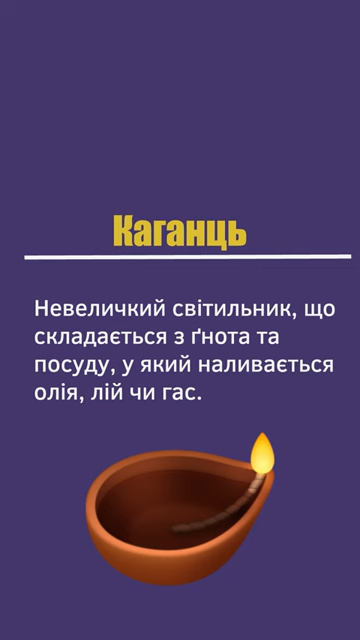 Каганць
Невеличкий світильник, що
складається з ґнота та
посуду, у який наливається
олія, лій чи гас.